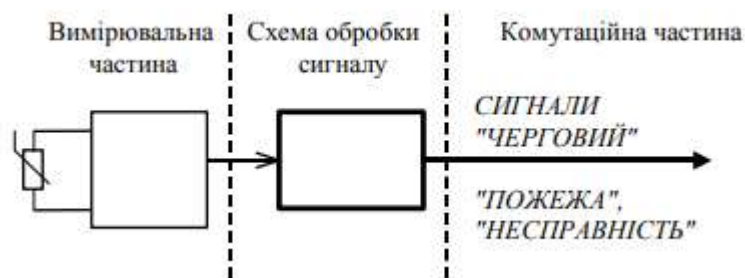 Вимірювальна
частина
Схема обробки
сигналу
Комутаційна частина
СИГНАЛИ
"ЧЕРГОВИЙ"
"ПОЖЕЖА",
"НЕСПРАВНІСТЬ"